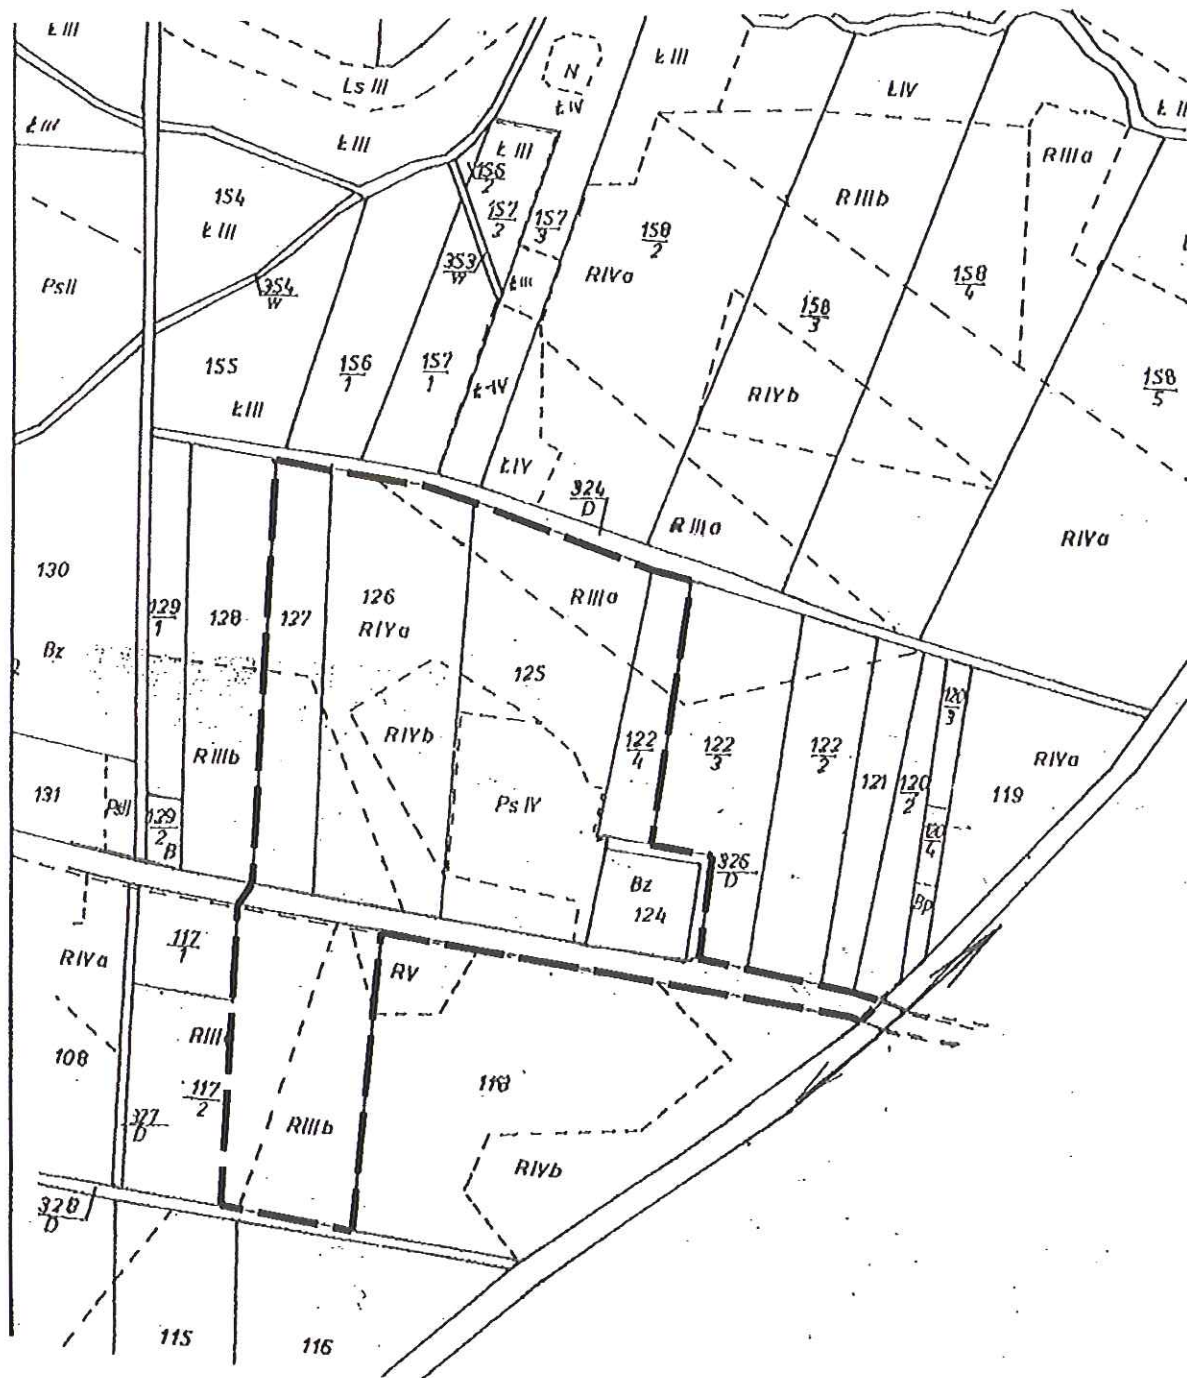 Ł III
Ls III
N
Ł IV
Ł III
Ł IV
Ł III
Ł III
Ł III
156
2
157
2
157
3
R IIIa
154
Ł III
R IIIb
158
2
353
W
Ps II
354
W
Ł III
R IVa
158
4
158
3
155
156
1
157
1
Ł IV
R IVb
158
5
Ł III
Ł IV
324
D
R IIIa
R IVa
130
129
1
128
127
126
R IVa
R IIIa
Bz
125
120
3
R IIIb
R IVb
122
4
122
3
122
2
121
120
2
R IVa
119
131
Ps II
129
2
B
Ps IV
120
4
326
D
Bz
124
Bp
117
1
R IVa
R V
R III
108
118
117
2
327
D
R IIIb
R IVb
328
D
115
116